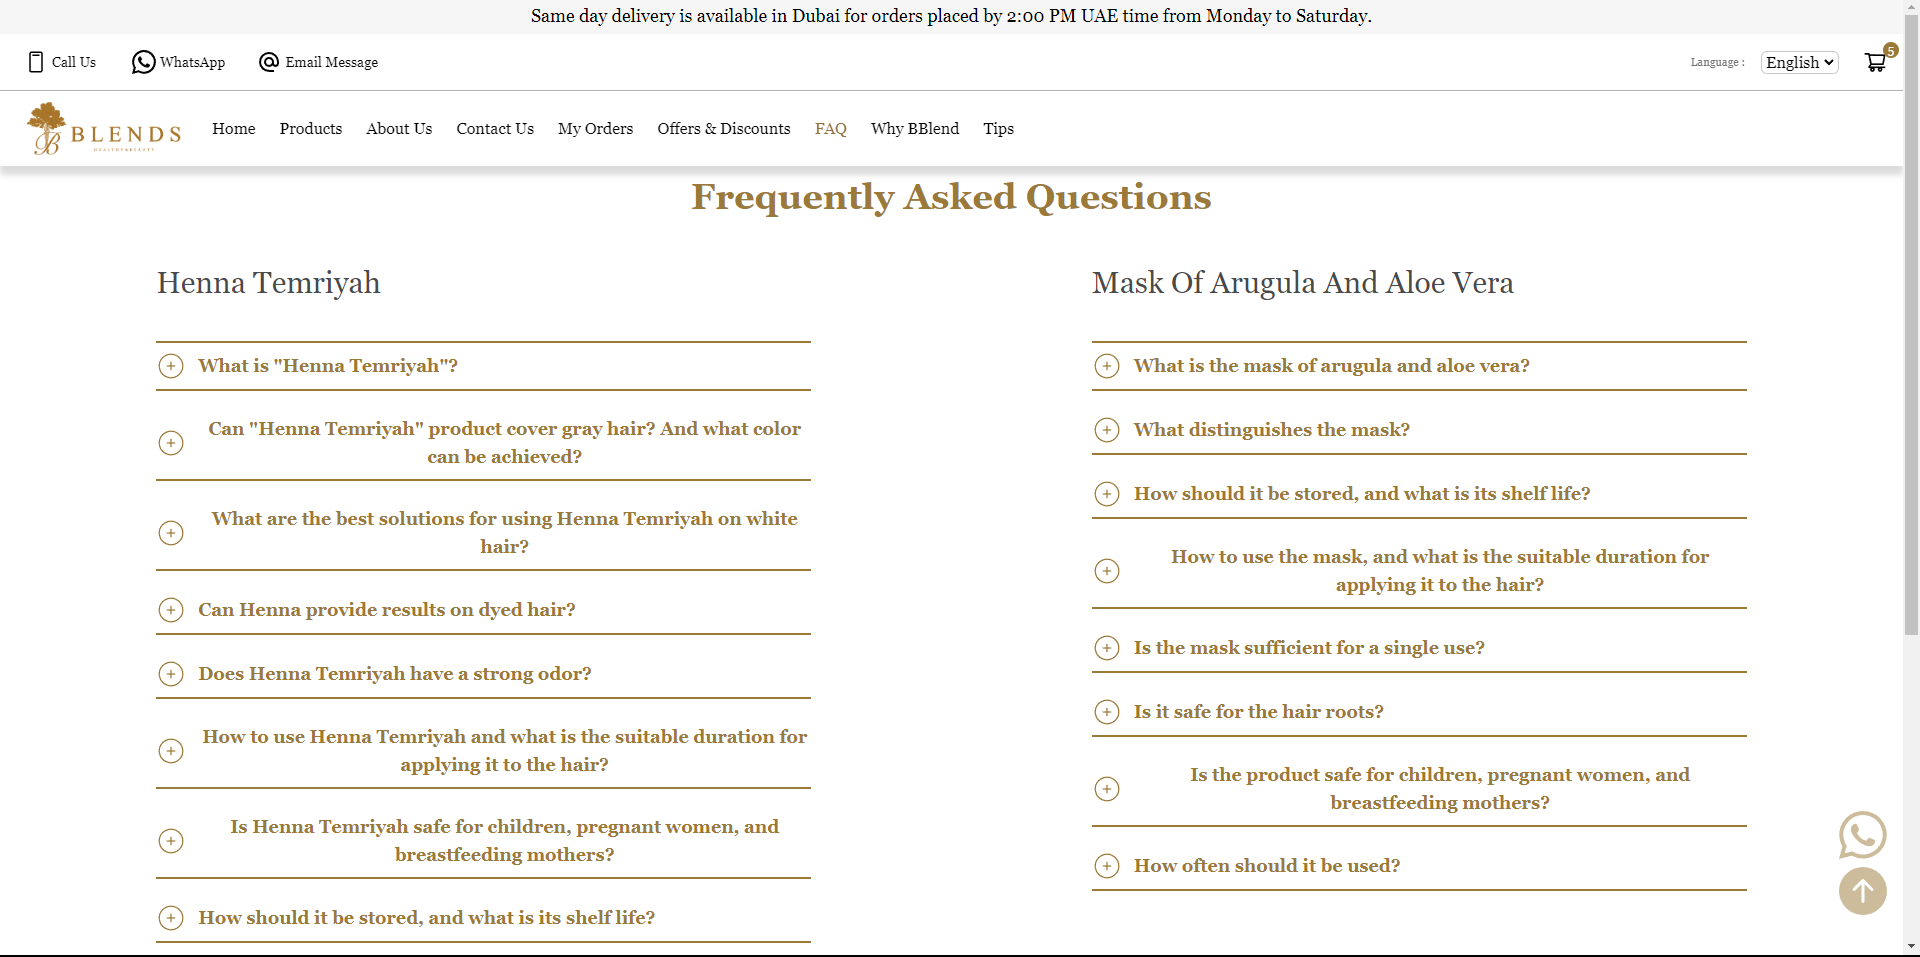 Same day delivery is available in Dubai for orders placed by 2:00 PM UAE time from Monday to Saturday.
Call Us
WhatsApp
Email Message
Language :
English
5
B
BLENDS
HEALTHY&BEAUTY
Home
Products
About Us
Contact Us
My Orders
Offers & Discounts
FAQ
Why BBlend
Tips
Frequently Asked Questions
Henna Temriyah
What is "Henna Temriyah"?
Can "Henna Temriyah" product cover gray hair? And what color
can be achieved?
What are the best solutions for using Henna Temriyah on white
hair?
Can Henna provide results on dyed hair?
Does Henna Temriyah have a strong odor?
How to use Henna Temriyah and what is the suitable duration for
applying it to the hair?
Is Henna Temriyah safe for children, pregnant women, and
breastfeeding mothers?
How should it be stored, and what is its shelf life?
Mask Of Arugula And Aloe Vera
What is the mask of arugula and aloe vera?
What distinguishes the mask?
How should it be stored, and what is its shelf life?
How to use the mask, and what is the suitable duration for
applying it to the hair?
Is the mask sufficient for a single use?
Is it safe for the hair roots?
Is the product safe for children, pregnant women, and
breastfeeding mothers?
How often should it be used?